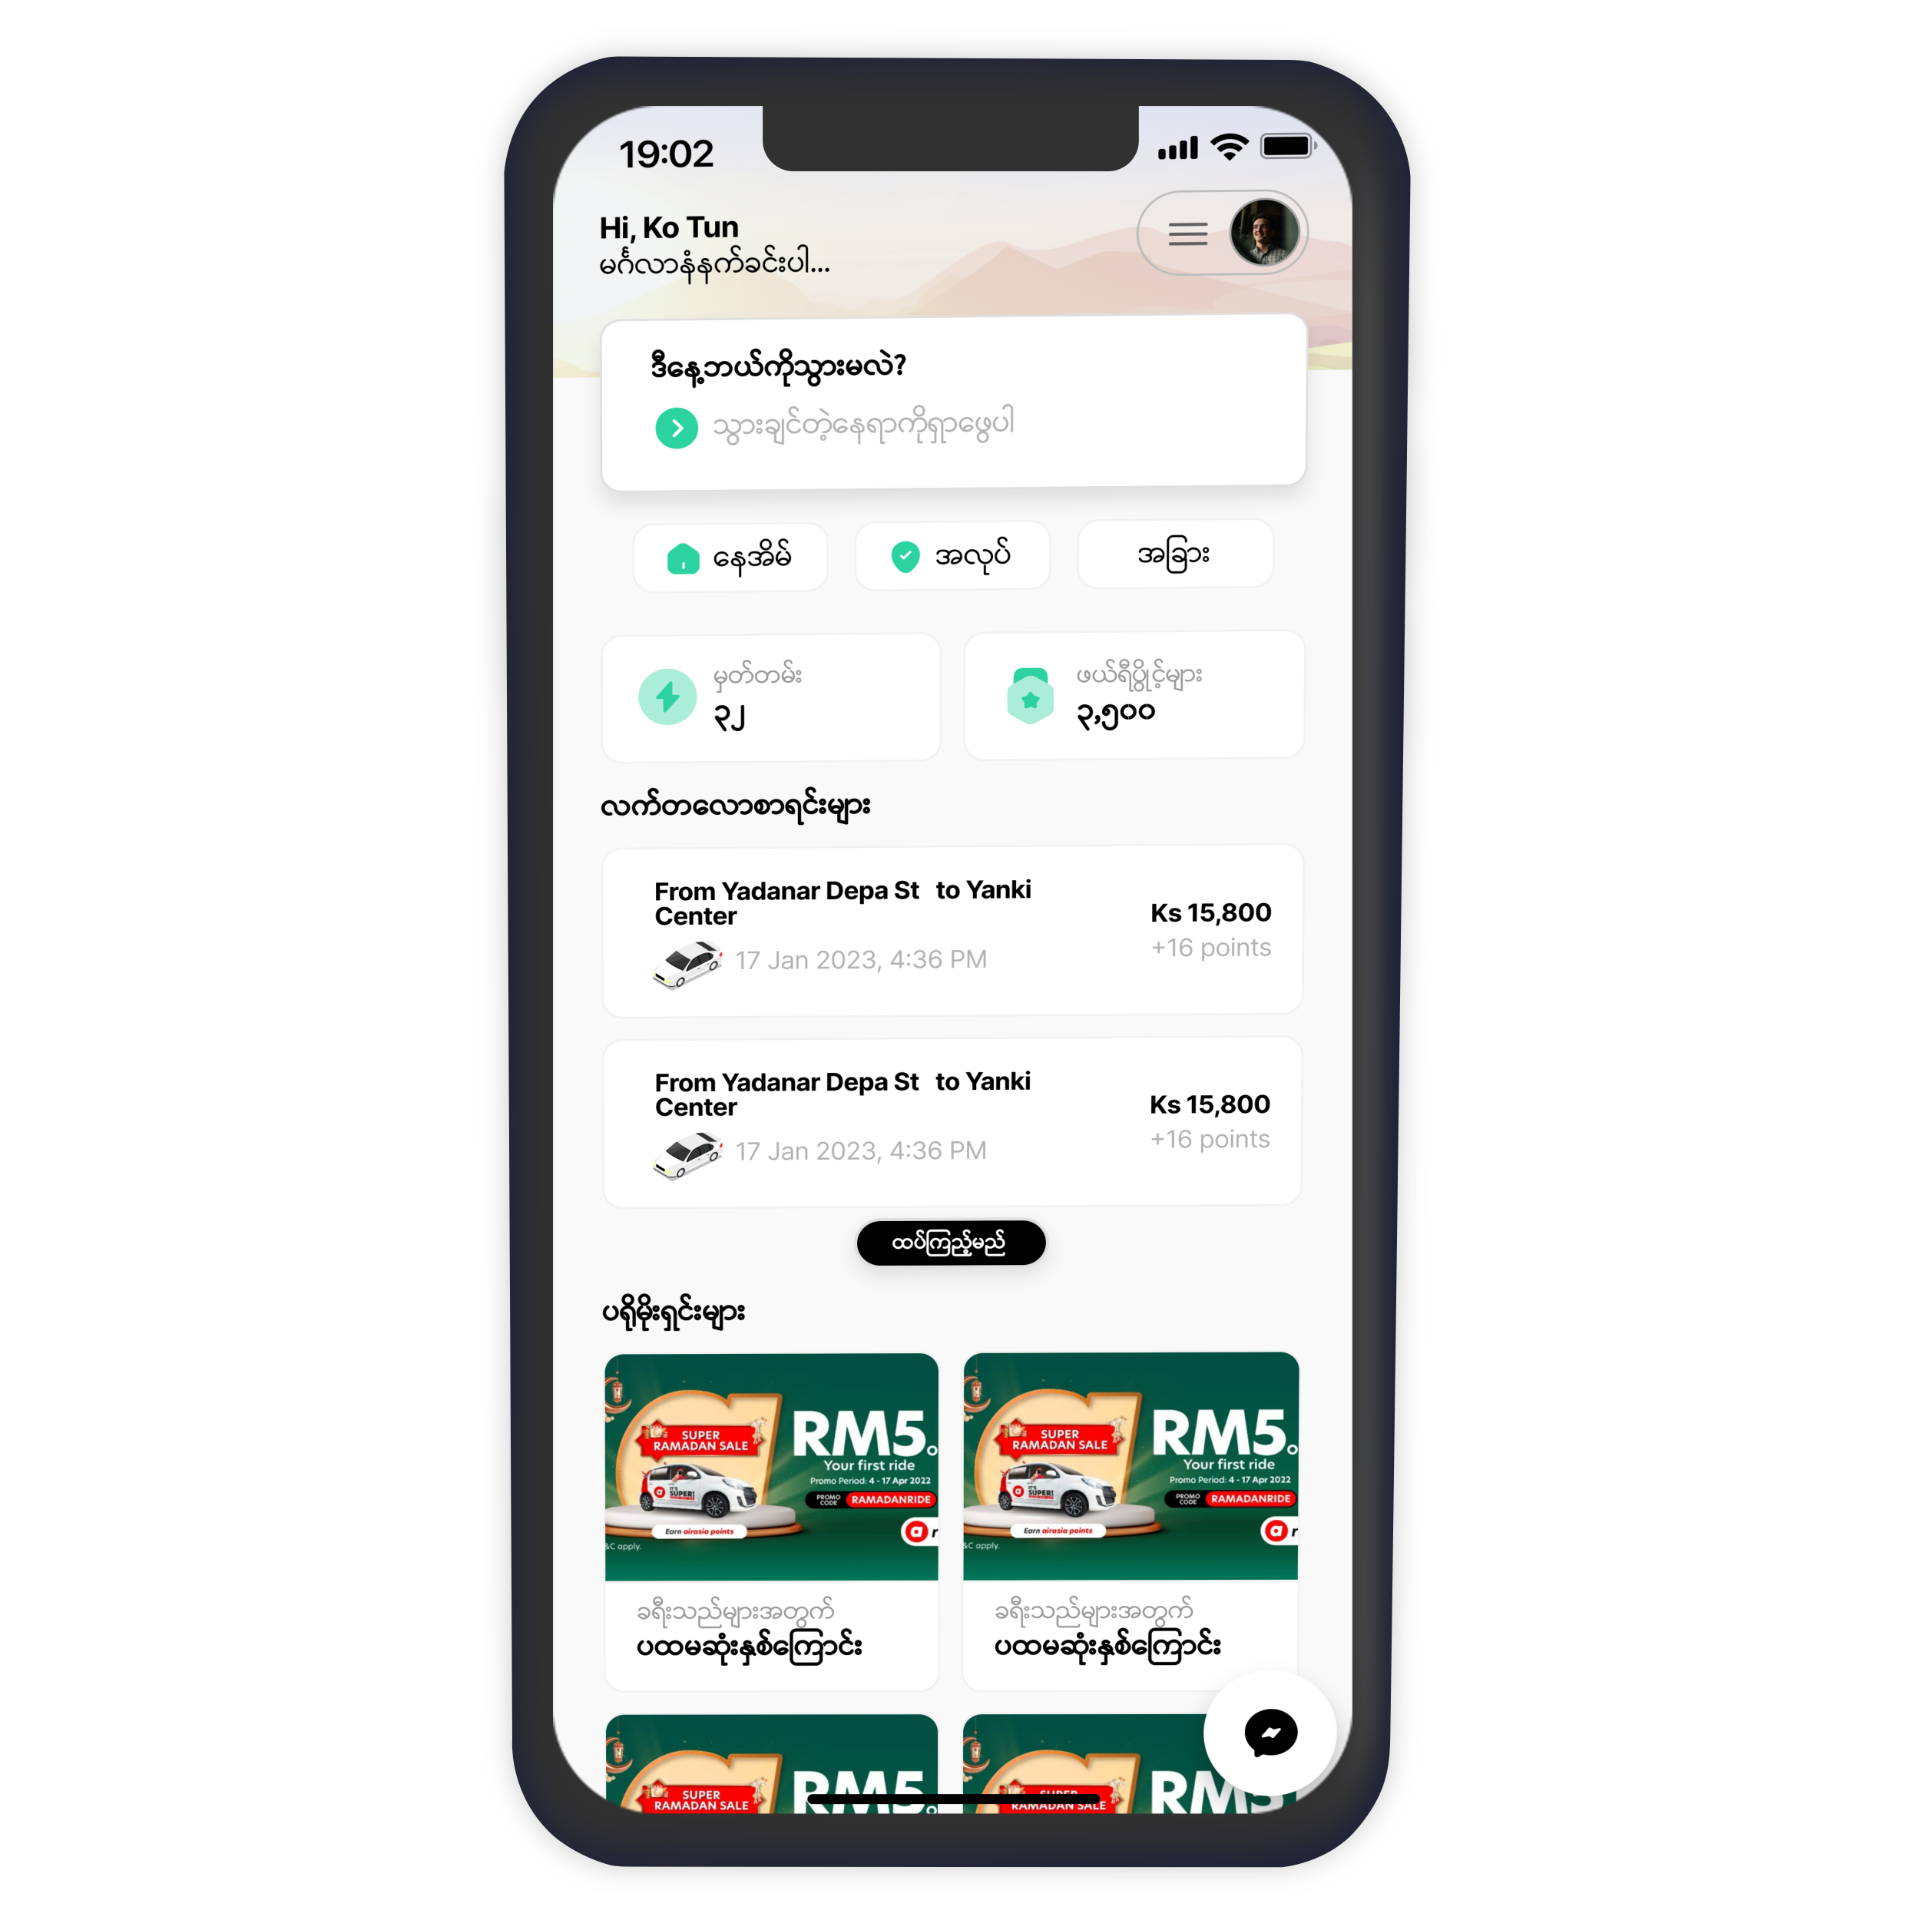 19:02
Hi, Ko Tun
မင်္ဂလာနံနက်ခင်းပါ...
ဒီနေ့ဘယ်ကိုသွားမလဲ?
သွားချင်တဲ့နေရာကိုရှာဖွေပါ
နေအိမ်
အလုပ်
အခြား
မှတ်တမ်း
၃၂
ဖယ်ရီပွိုင့်များ
၃,၅၀၀
လက်တလောစာရင်းများ
From Yadanar Depa St to Yanki
Center
Ks 15,800
17 Jan 2023, 4:36 PM
+16 points
From Yadanar Depa St to Yanki
Center
Ks 15,800
17 Jan 2023, 4:36 PM
+16 points
ထပ်ကြည့်မည်
ပရိုမိုးရှင်းများ
SUPER
RAMADAN SALE
RM5.
Your first ride
Promo Period: 4 - 17 Apr 2022
PROMO
CODE
RAMADANRIDE
IT'S
SUPER!
Earn airasia points
&C apply.
a r
ခရီးသည်များအတွက်
ပထမဆုံးနှစ်ကြောင်း
SUPER
RAMADAN SALE
RM5.
Your first ride
Promo Period: 4 - 17 Apr 2022
PROMO
CODE
RAMADANRIDE
IT'S
SUPER!
Earn airasia points
&C apply.
a r
ခရီးသည်များအတွက်
ပထမဆုံးနှစ်ကြောင်း
SUPER
RAMADAN SALE
RM5.
SUPER
RAMADAN SALE
RM5